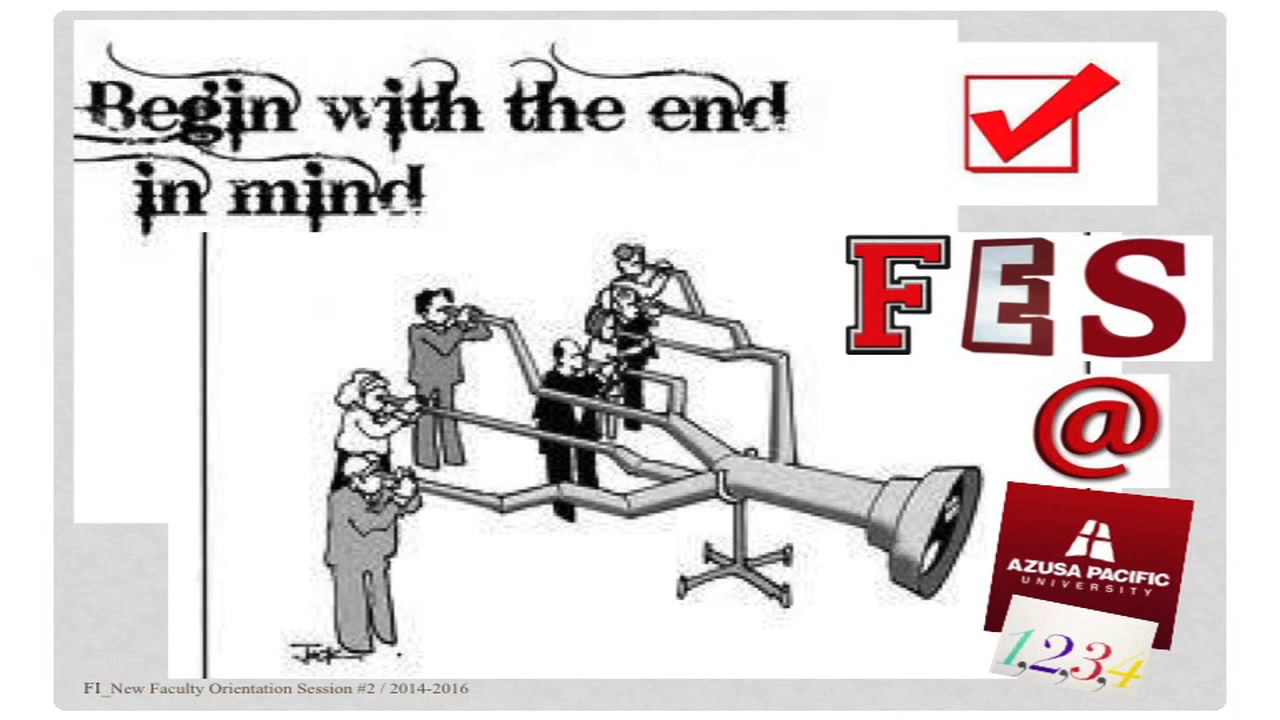 Begin with the end
in mind
FES
@
AZUSA PACIFIC
UNIVERSITY
1,2,3,4
Jack
FI_New Faculty Orientation Session #2 / 2014-2016